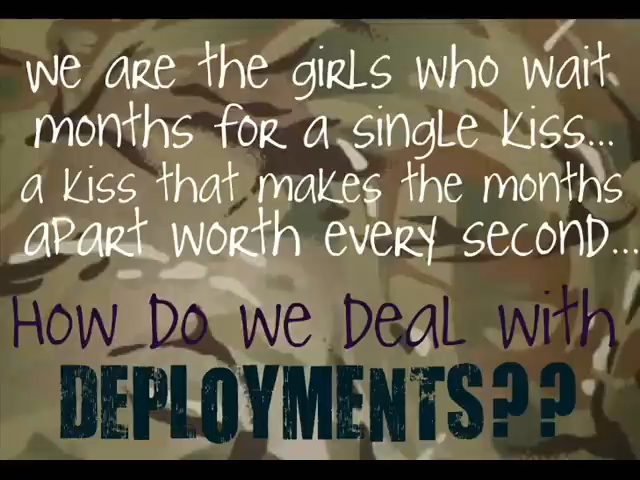 we are the girls who wait
months for a single kiss...
a kiss that makes the months
apart worth every second...
How Do we Deal with
DEPLOYMENTS??